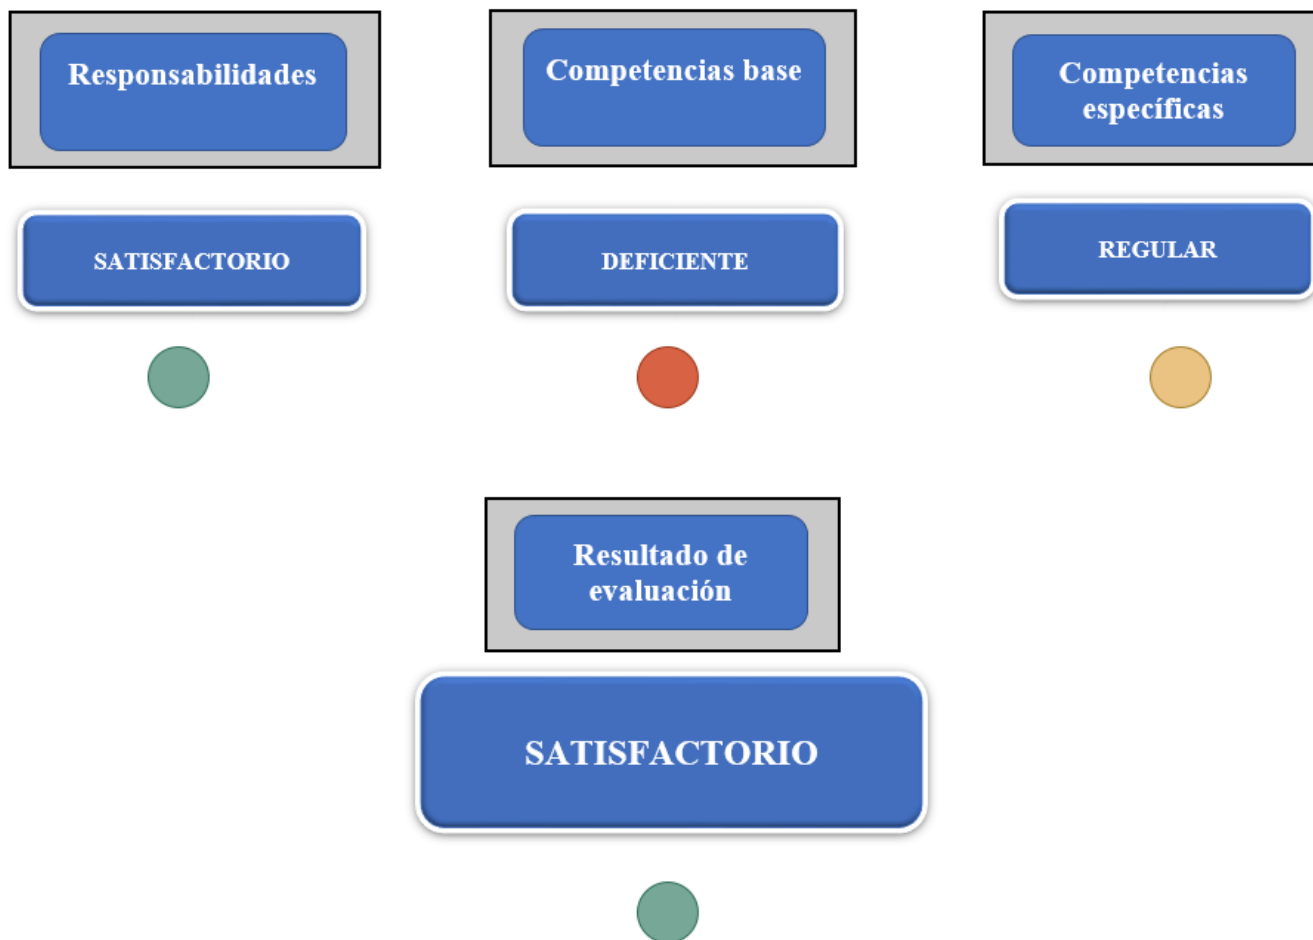 Responsabilidades
SATISFACTORIO
Competencias base
DEFICIENTE
Competencias
específicas
REGULAR
Resultado de
evaluación
SATISFACTORIO